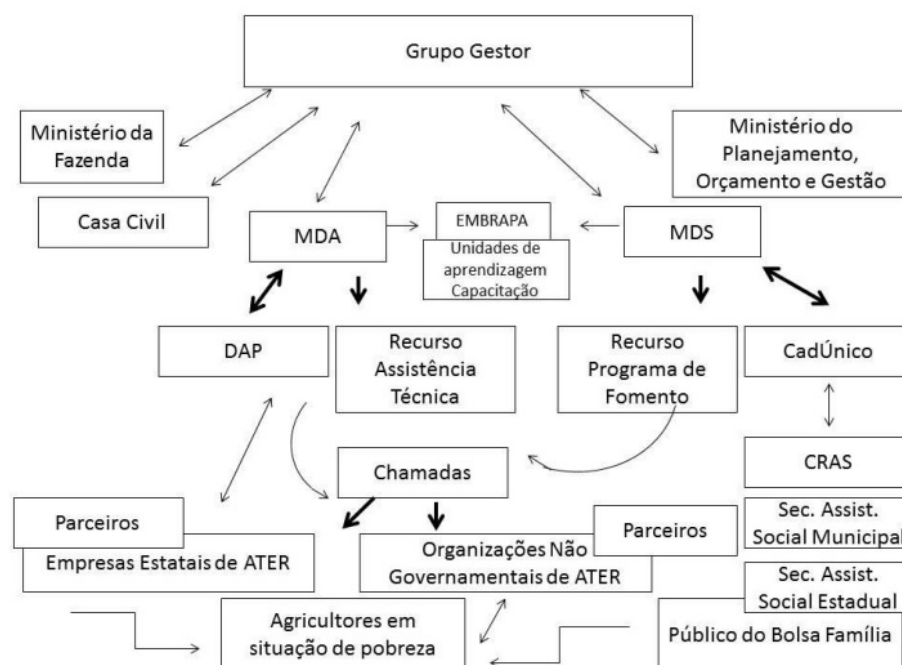 Grupo Gestor
Ministério da
Fazenda
Ministério do
Planejamento,
Orçamento e Gestão
Casa Civil
MDA
EMBRAPA
Unidades de
aprendizagem
Capacitação
MDS
DAP
Recurso
Assistência
Técnica
Recurso
Programa de
Fomento
CadÚnico
Chamadas
CRAS
Parceiros
Empresas Estatais de ATER
Organizações Não
Governamentais de ATER
Parceiros
Sec. Assist.
Social Municipal
Sec. Assist.
Social Estadual
Agricultores em
situação de pobreza
Público do Bolsa Família